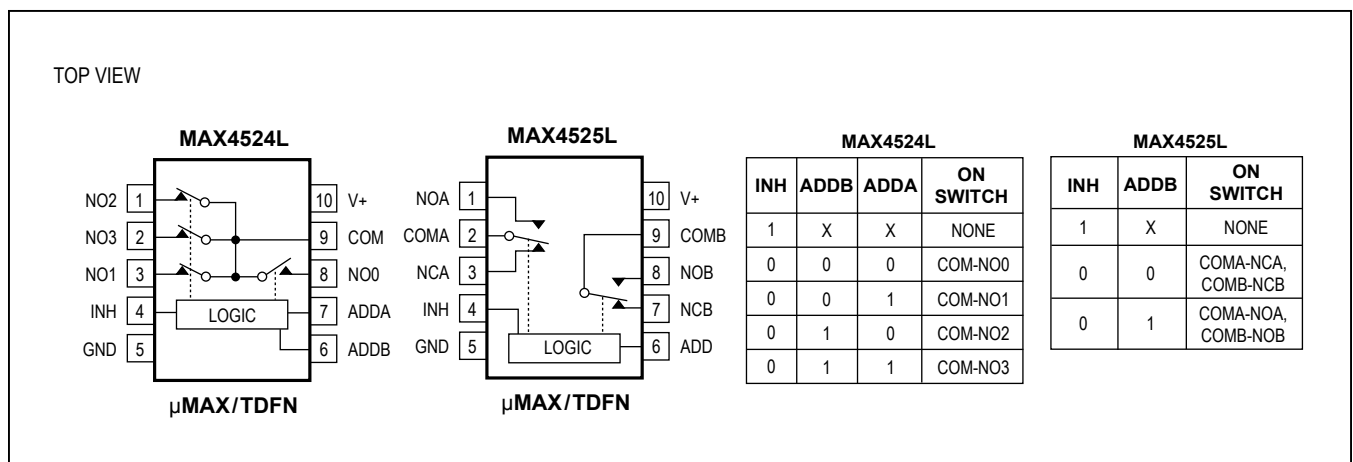 TOP VIEW
MAX4524L
NO2 1
NO3 2
NO1 3
INH 4
GND 5
10 V+
9 COM
8 NO0
7 ADDA
6 ADDB
LOGIC
µMAX/TDFN
MAX4525L
NOA 1
COMA 2
NCA 3
INH 4
GND 5
10 V+
9 COMB
8 NOB
7 NCB
6 ADD
LOGIC
µMAX/TDFN
MAX4524L
INH ADDB ADDA ON SWITCH
1 X X NONE
0 0 0 COM-NO0
0 0 1 COM-NO1
0 1 0 COM-NO2
0 1 1 COM-NO3
MAX4525L
INH ADDB ON SWITCH
1 X NONE
0 0 COMA-NCA,
COMB-NCB
0 1 COMA-NOA,
COMB-NOB